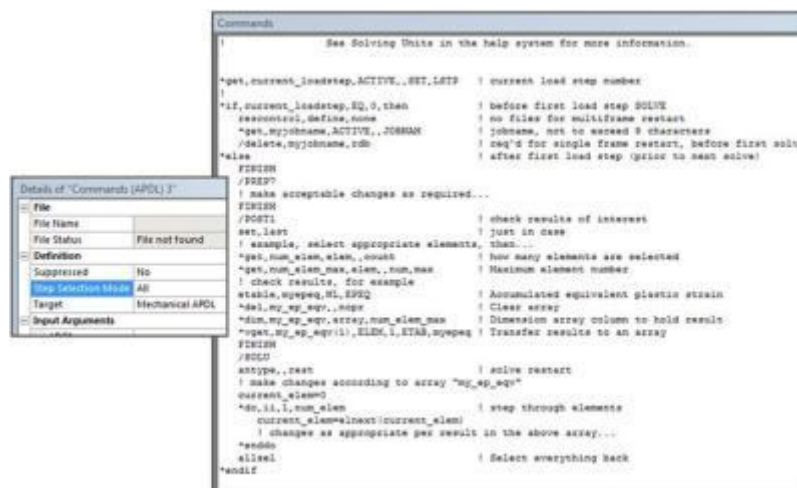 Commands
! See Solving Units in the help system for more information.
*get,current_loadstep,ACTIVE,,SET,LSTP ! current load step number
!
*if,current_loadstep,EQ,0,then ! before first load step SOLVE
rescontrol,define,none ! no files for multiframe restart
*get,myjobname,ACTIVE,,JOBNAM ! jobname, not to exceed 8 characters
/delete,myjobname,rdb ! req'd for single frame restart, before first solv
*else ! after first load step (prior to next solve)
FINISH
/PREP7
! make acceptable changes as required...
FINISH
/POST1 ! check results of interest
set,last ! just in case
! example, select appropriate elements, then...
*get,num_elem,elem,,count ! how many elements are selected
*get,num_elem_max,elem,,num,max ! Maximum element number
! check results, for example
etable,myepeq,NL,EPEQ ! Accumulated equivalent plastic strain
*del,my_ep_eqv,,nopr ! Clear array
*dim,my_ep_eqv,array,num_elem_max ! Dimension array column to hold result
*vget,my_ep_eqv(1),ELEM,1,ETAB,myepeq ! Transfer results to an array
FINISH
/SOLU
antype,,rest ! solve restart
! make changes according to array "my_ep_eqv"
current_elem=0
*do,ii,1,num_elem ! step through elements
current_elem=elnext(current_elem)
! changes as appropriate per result in the above array...
*enddo
allsel ! Select everything back
*endif
Details of "Commands (APDL) 3"
File
File Name
File Status File not found
Definition
Suppressed No
Step Selection Mode All
Target Mechanical APDL
Input Arguments